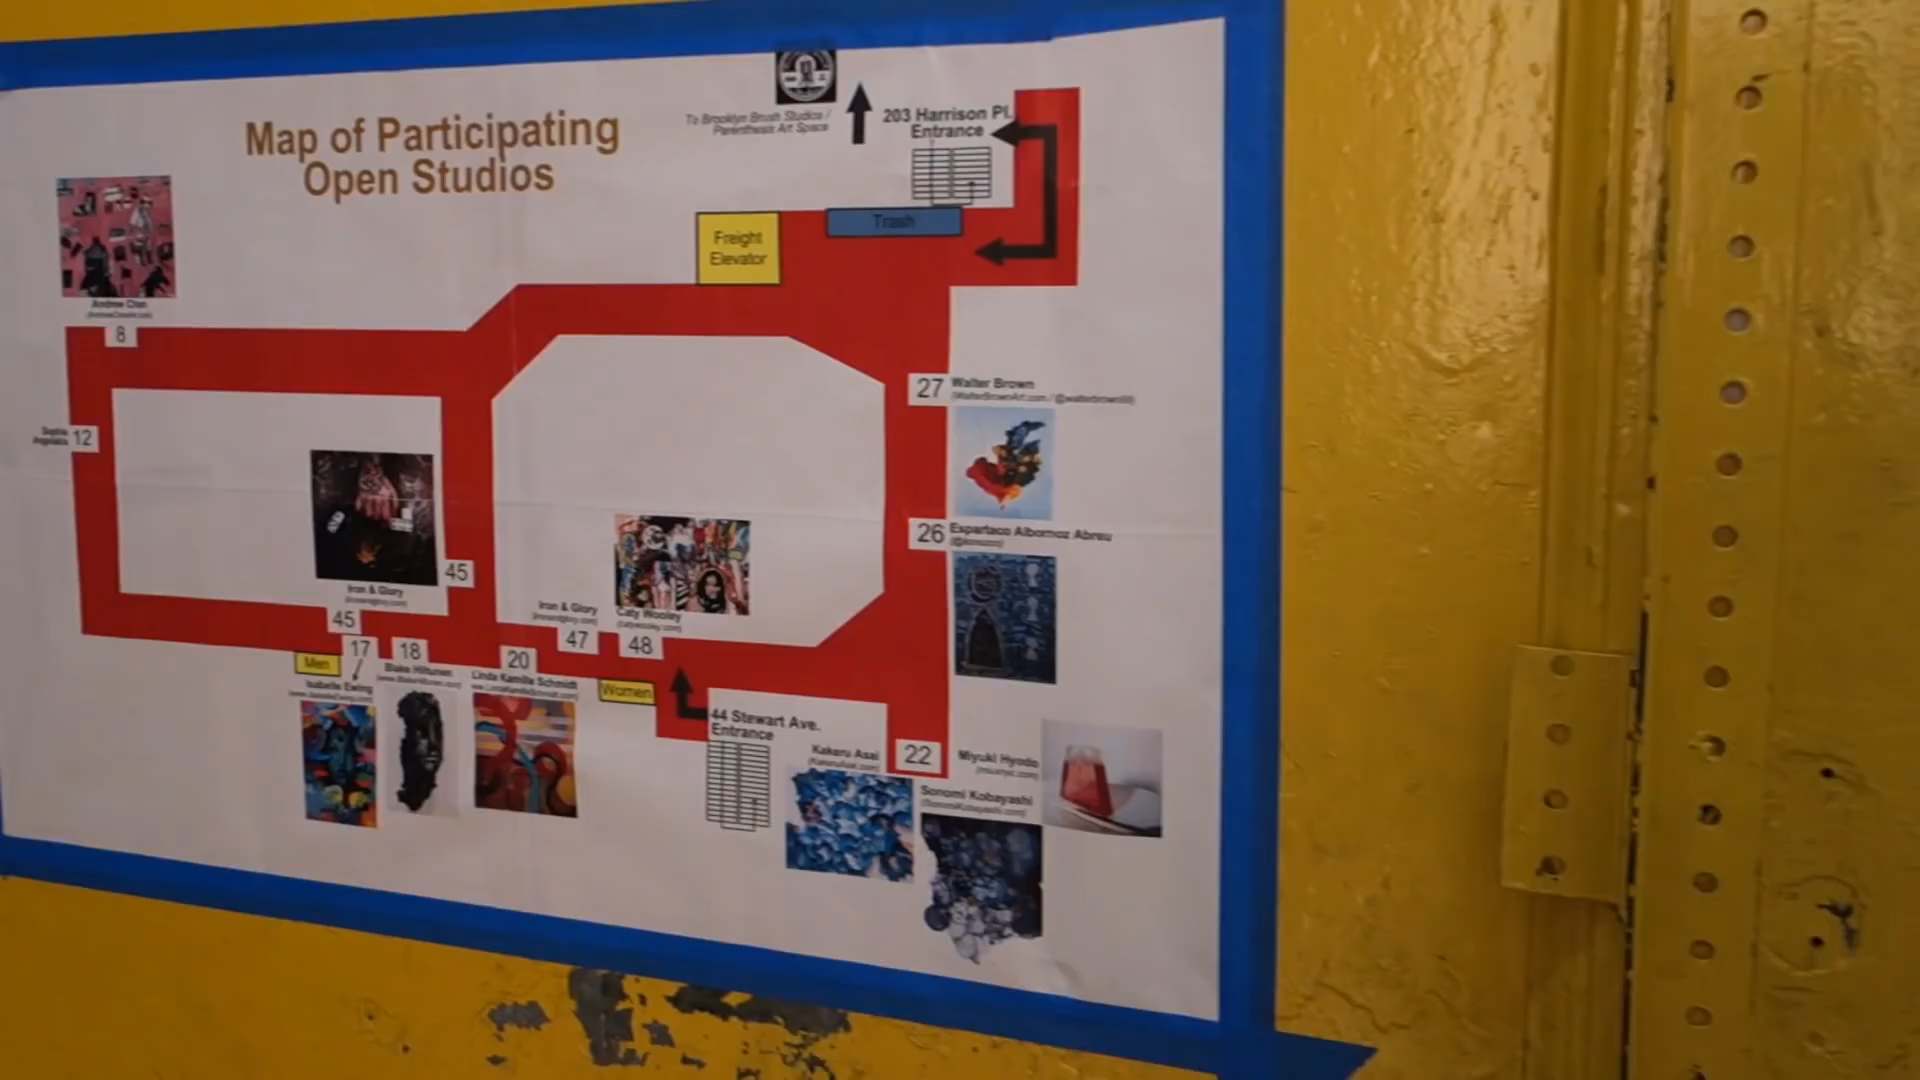 Map of Participating
Open Studios
To Brooklyn Brush Studios /
Parenthesis Art Space
203 Harrison Pl.
Entrance
Trash
Freight
Elevator
8
12
27
Walter Brown
26
Espartaco Albornoz Abreu
45
Iron & Glory
45
Iron & Glory
47
Caty Wooley
48
Men
17
18
20
Linda Kamille Schmidt
Isabelle Ewing
Blake Hiltunen
Women
44 Stewart Ave.
Entrance
22
Kakeru Asai
Miyuki Hyodo
Sonomi Kobayashi